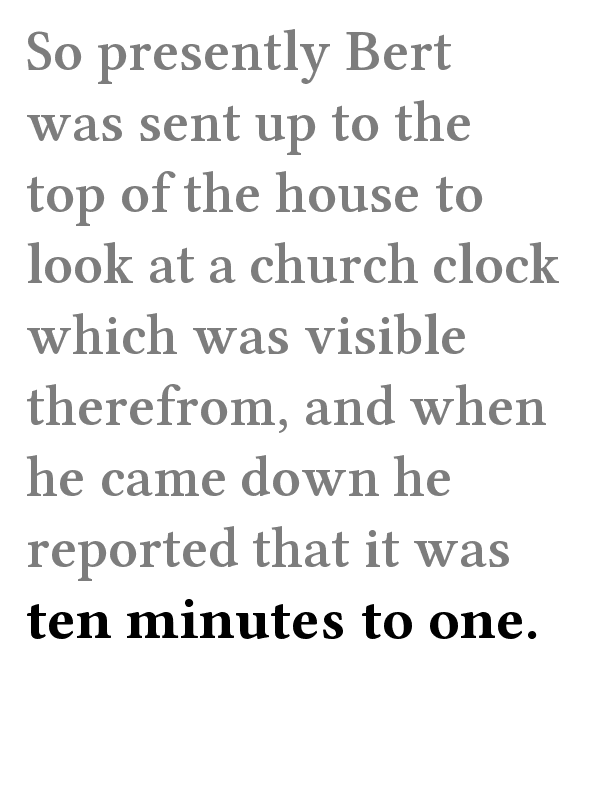 So presently Bert
was sent up to the
top of the house to
look at a church clock
which was visible
therefrom, and when
he came down he
reported that it was
ten minutes to one.